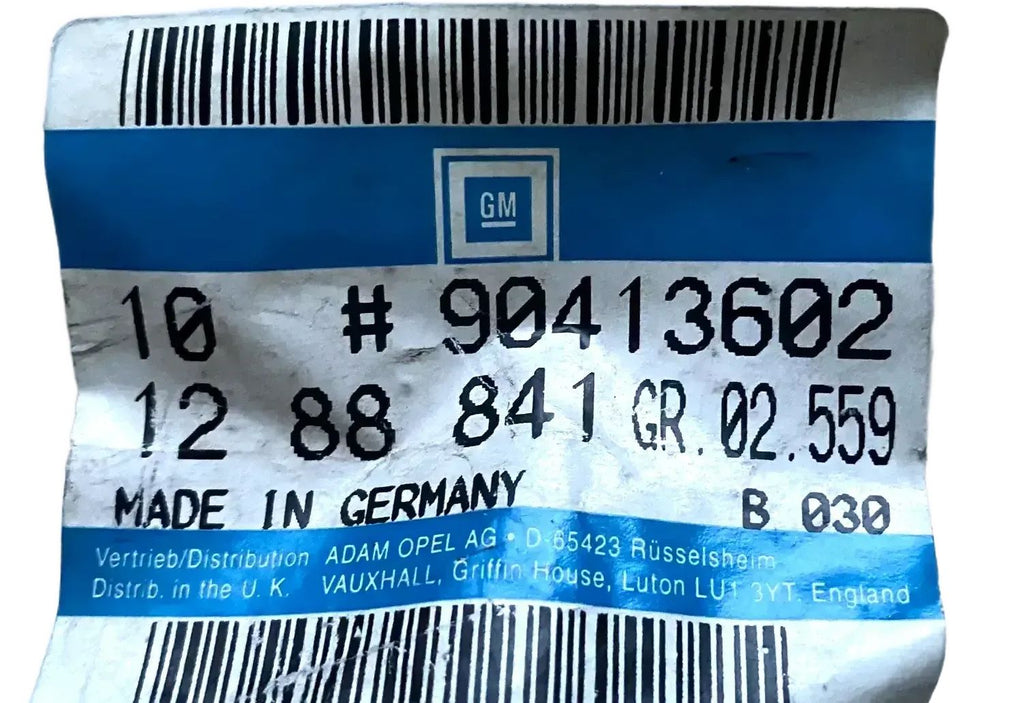 GM
10 # 90413602
12 88 841 GR. 02.559
MADE IN GERMANY B 030
Vertrieb/Distribution ADAM OPEL AG • D-65423 Rüsselsheim
Distrib. in the U. K. VAUXHALL, Griffin House, Luton LU1 3YT. England